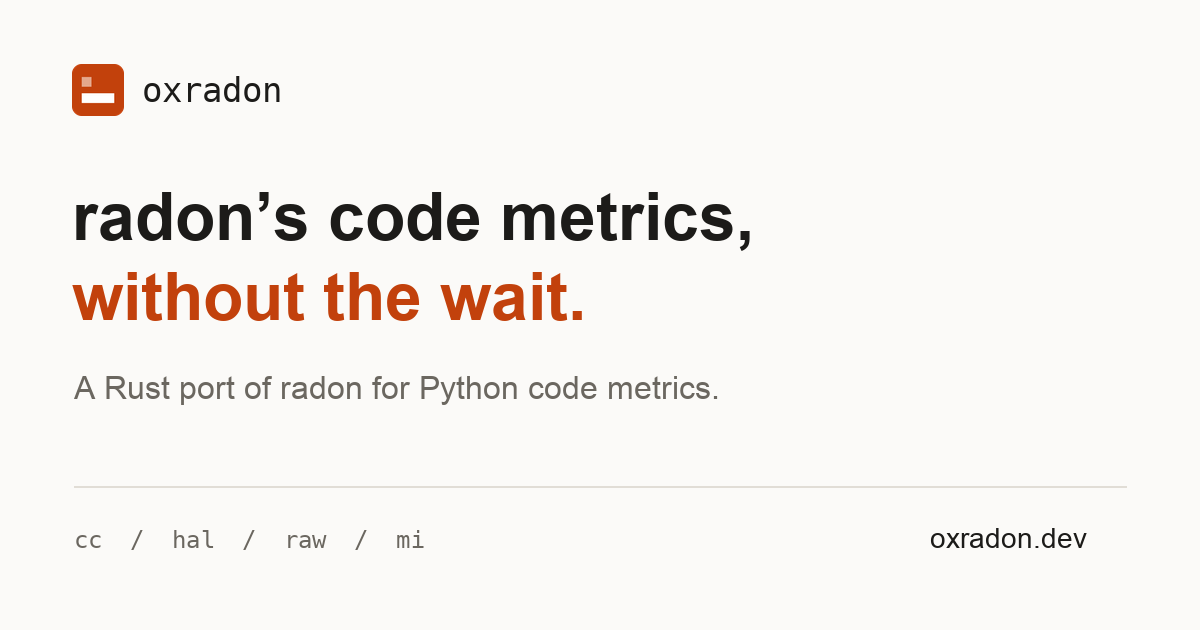 oxradon
radon’s code metrics,
without the wait.
A Rust port of radon for Python code metrics.
cc / hal / raw / mi
oxradon.dev